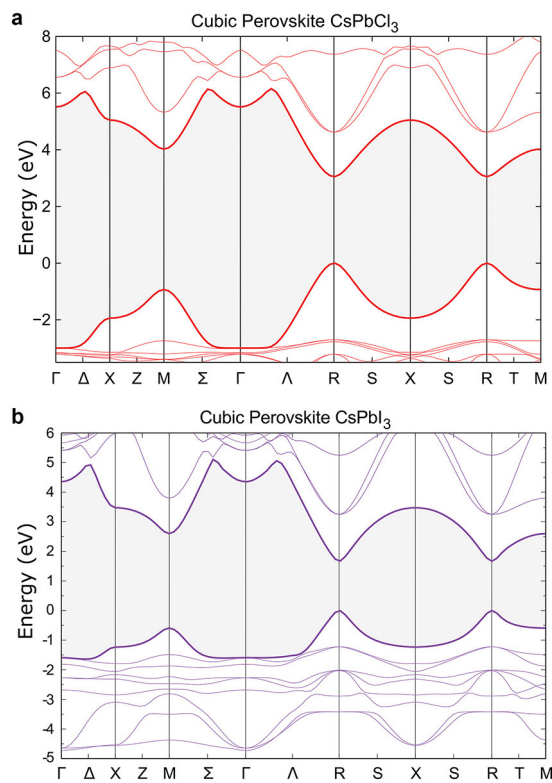 a
Cubic Perovskite CsPbCl3
8
6
4
2
0
−2
Energy (eV)
Γ Δ X Z M Σ Γ Λ R S X S R T M
b
Cubic Perovskite CsPbI3
6
5
4
3
2
1
0
-1
-2
-3
-4
-5
Energy (eV)
Γ Δ X Z M Σ Γ Λ R S X S R T M